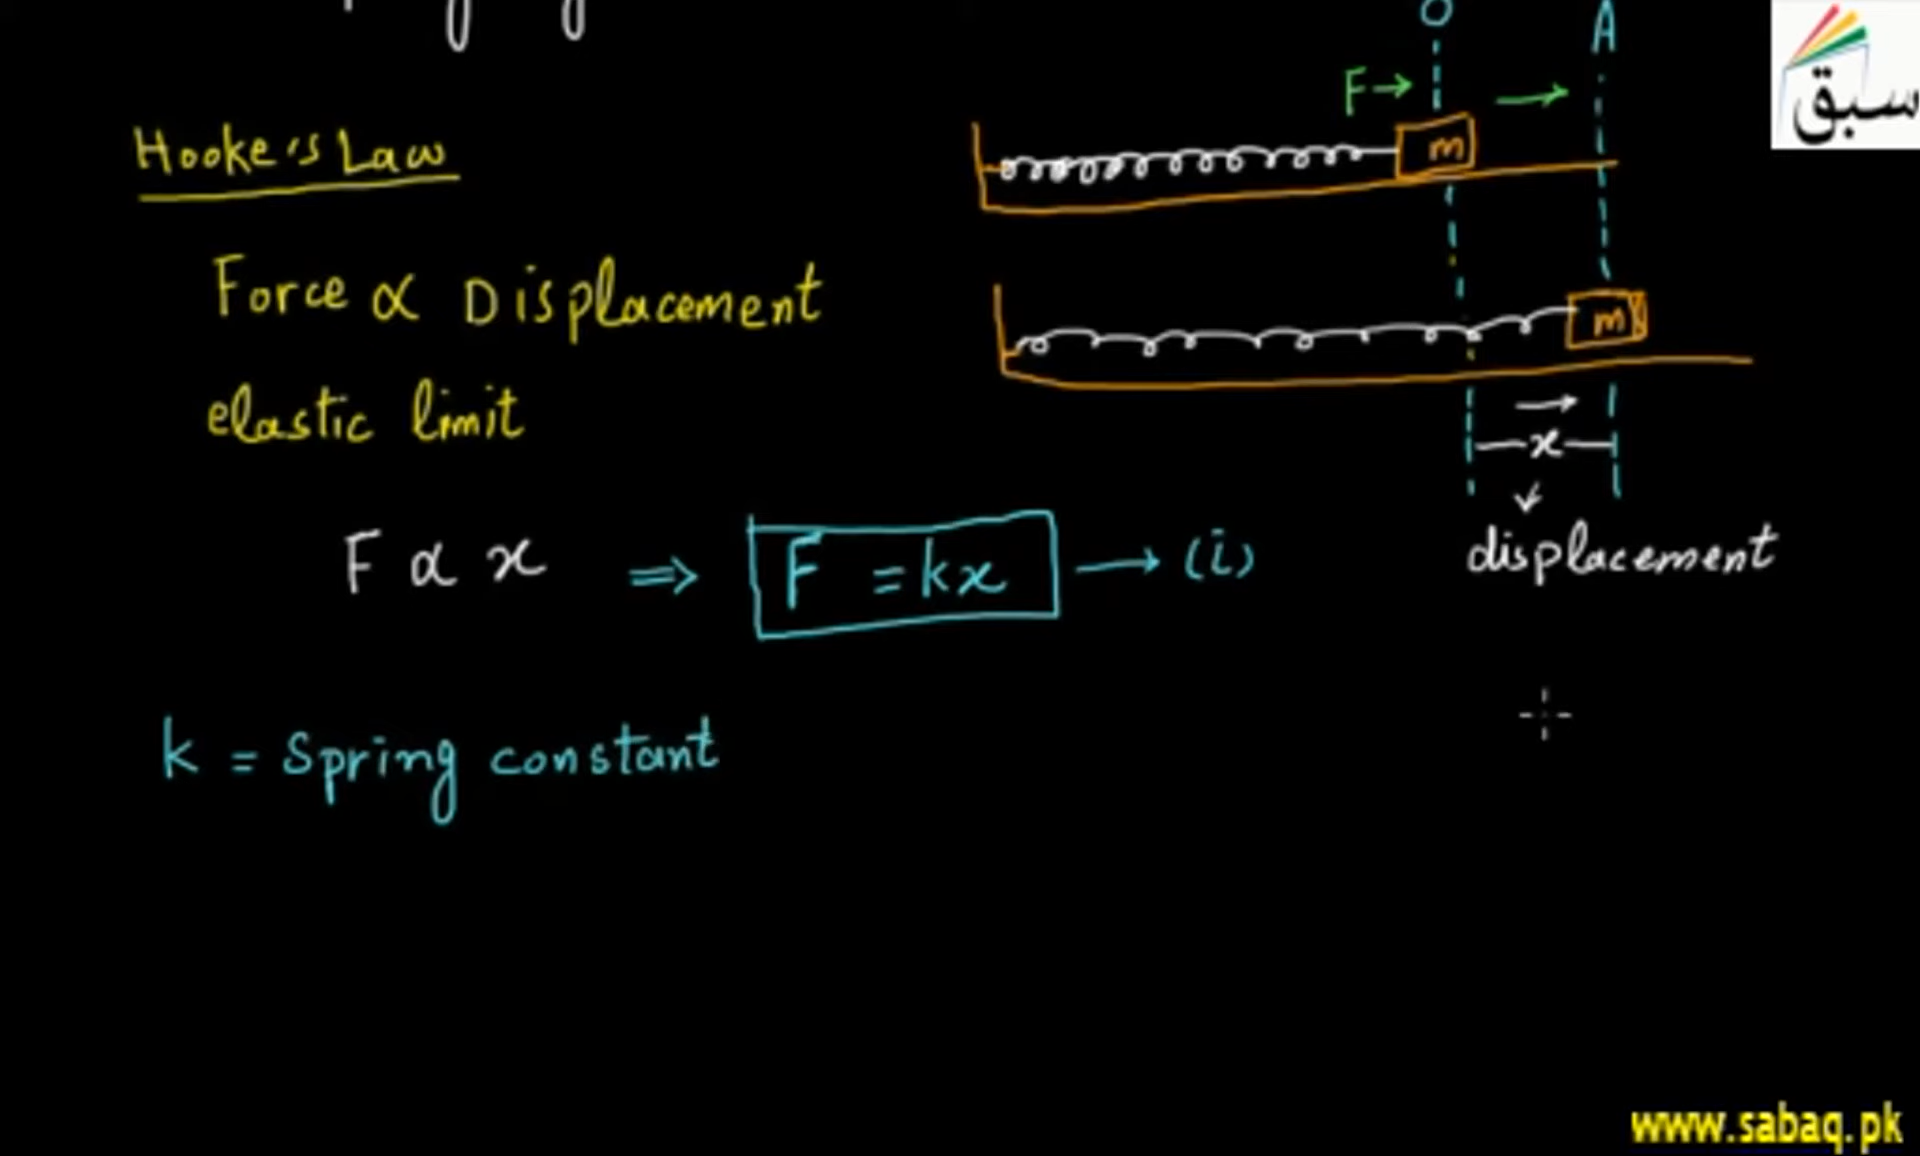 O A
F→ →
m
سبق
Hooke's Law
Force ∝ Displacement
m
elastic limit
→
x
F ∝ x ⇒ F = kx → (i)
displacement
k = Spring constant
www.sabaq.pk